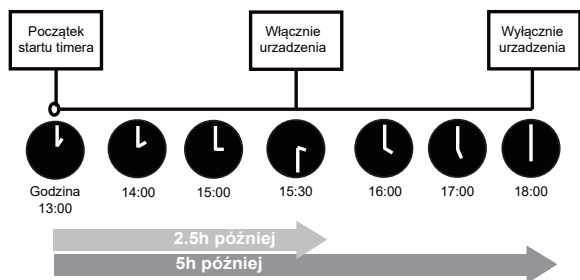 Początek
startu timera
Włącznie
urzadzenia
Wyłącznie
urzadzenia
Godzina
13:00
14:00
15:00
15:30
16:00
17:00
18:00
2.5h później
5h później